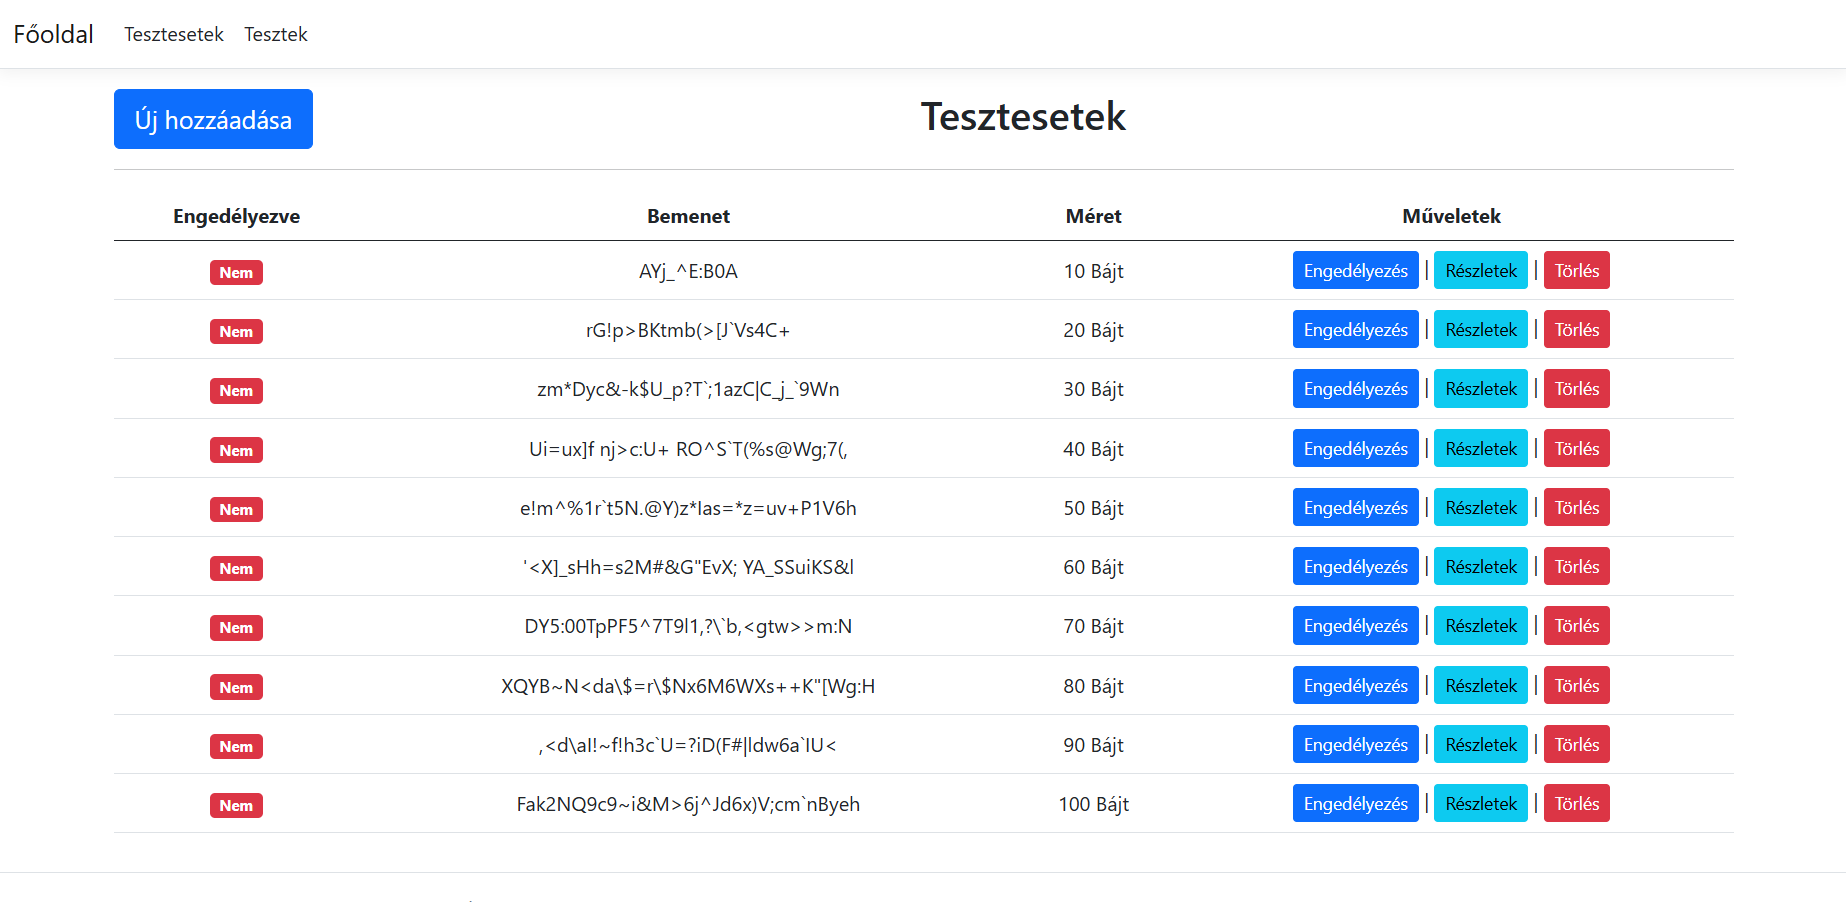 Főoldal Tesztesetek Tesztek
Új hozzáadása
Tesztesetek
Engedélyezve Bemenet Méret Műveletek
Nem AYj_^E:B0A 10 Bájt Engedélyezés | Részletek | Törlés
Nem rG!p>BKtmb(>[J`Vs4C+ 20 Bájt Engedélyezés | Részletek | Törlés
Nem zm*Dyc&-k$U_p?T`;1azC|C_j_`9Wn 30 Bájt Engedélyezés | Részletek | Törlés
Nem Ui=ux]f nj>c:U+ RO^S`T(%s@Wg;7(, 40 Bájt Engedélyezés | Részletek | Törlés
Nem e!m^%1r`t5N.@Y)z*Ias=*z=uv+P1V6h 50 Bájt Engedélyezés | Részletek | Törlés
Nem '<X]_sHh=s2M#&G"EvX; YA_SSuiKS&l 60 Bájt Engedélyezés | Részletek | Törlés
Nem DY5:00TpPF5^7T9l1,?\`b,<gtw>>m:N 70 Bájt Engedélyezés | Részletek | Törlés
Nem XQYB~N<da\$=r\$Nx6M6WXs++K"[Wg:H 80 Bájt Engedélyezés | Részletek | Törlés
Nem ,<d\aI!~f!h3c`U=?iD(F#|ldw6a`IU< 90 Bájt Engedélyezés | Részletek | Törlés
Nem Fak2NQ9c9~i&M>6j^Jd6x)V;cm`nByeh 100 Bájt Engedélyezés | Részletek | Törlés